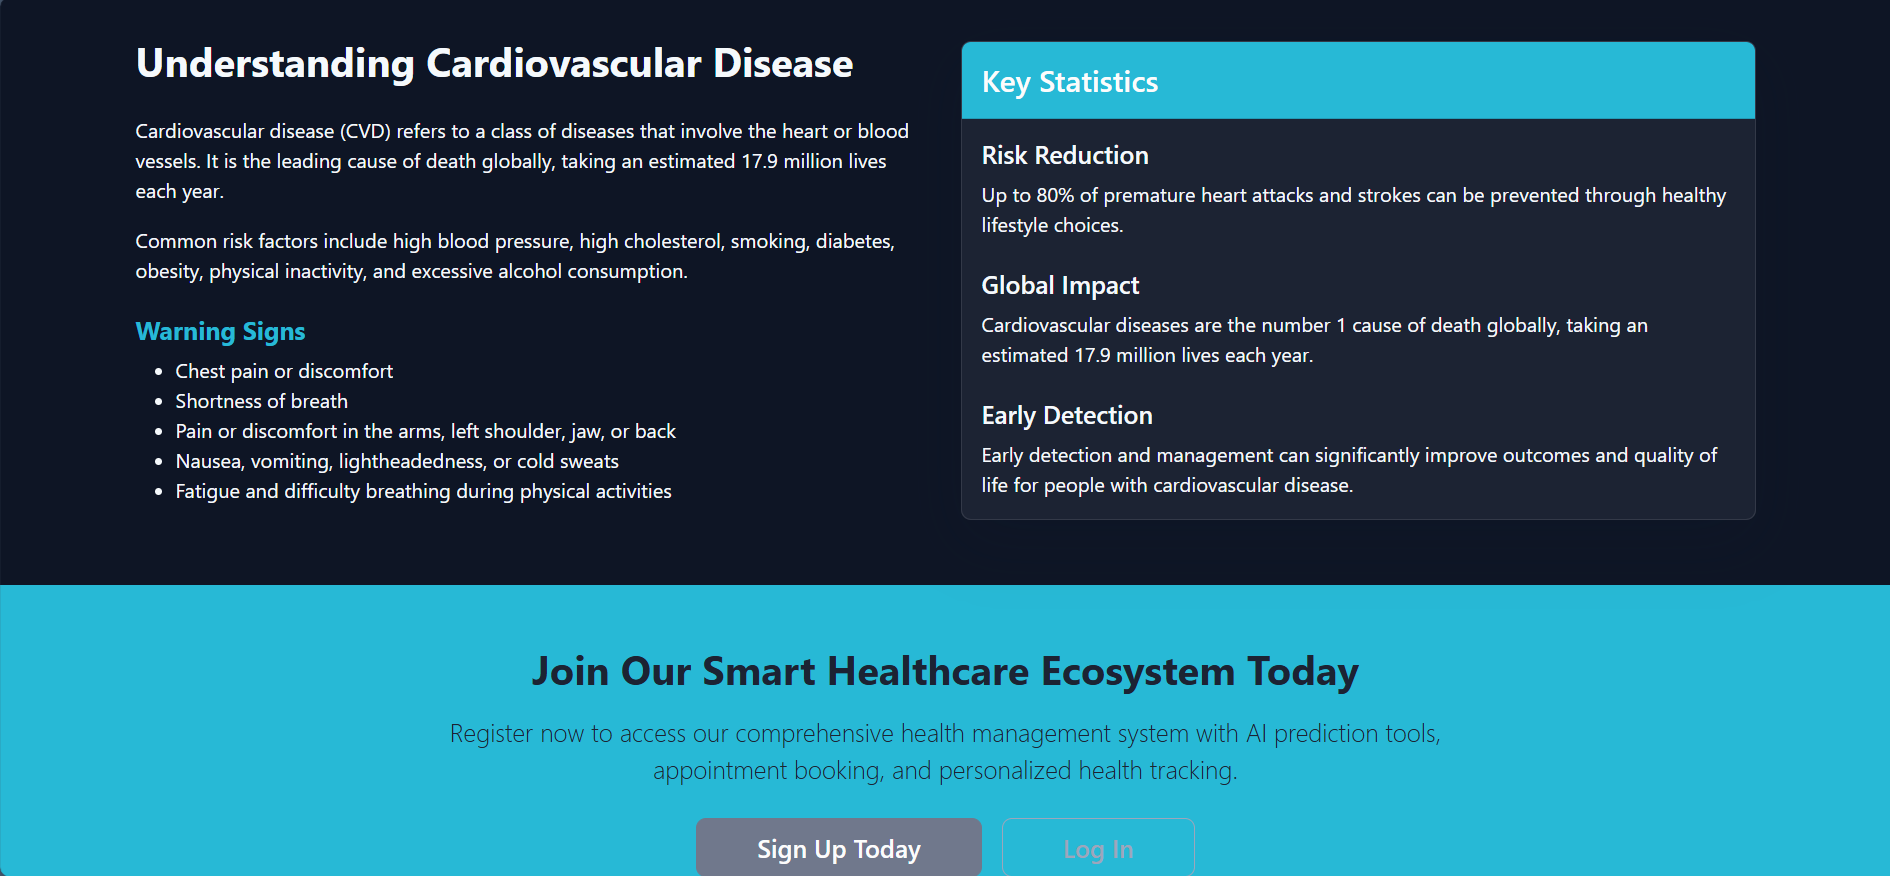 Understanding Cardiovascular Disease
Cardiovascular disease (CVD) refers to a class of diseases that involve the heart or blood
vessels. It is the leading cause of death globally, taking an estimated 17.9 million lives
each year.
Common risk factors include high blood pressure, high cholesterol, smoking, diabetes,
obesity, physical inactivity, and excessive alcohol consumption.
Warning Signs
• Chest pain or discomfort
• Shortness of breath
• Pain or discomfort in the arms, left shoulder, jaw, or back
• Nausea, vomiting, lightheadedness, or cold sweats
• Fatigue and difficulty breathing during physical activities
Key Statistics
Risk Reduction
Up to 80% of premature heart attacks and strokes can be prevented through healthy
lifestyle choices.
Global Impact
Cardiovascular diseases are the number 1 cause of death globally, taking an
estimated 17.9 million lives each year.
Early Detection
Early detection and management can significantly improve outcomes and quality of
life for people with cardiovascular disease.
Join Our Smart Healthcare Ecosystem Today
Register now to access our comprehensive health management system with AI prediction tools,
appointment booking, and personalized health tracking.
Sign Up Today
Log In